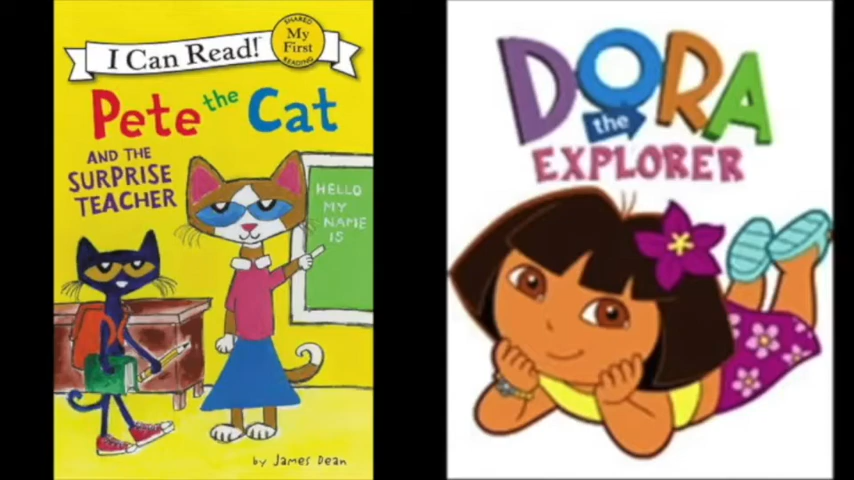 I Can Read!™
SHARED
My
First
READING
Pete the Cat
AND THE
SURPRISE
TEACHER
HELLO
MY
NAME
IS
by James Dean
DORA
the
EXPLORER